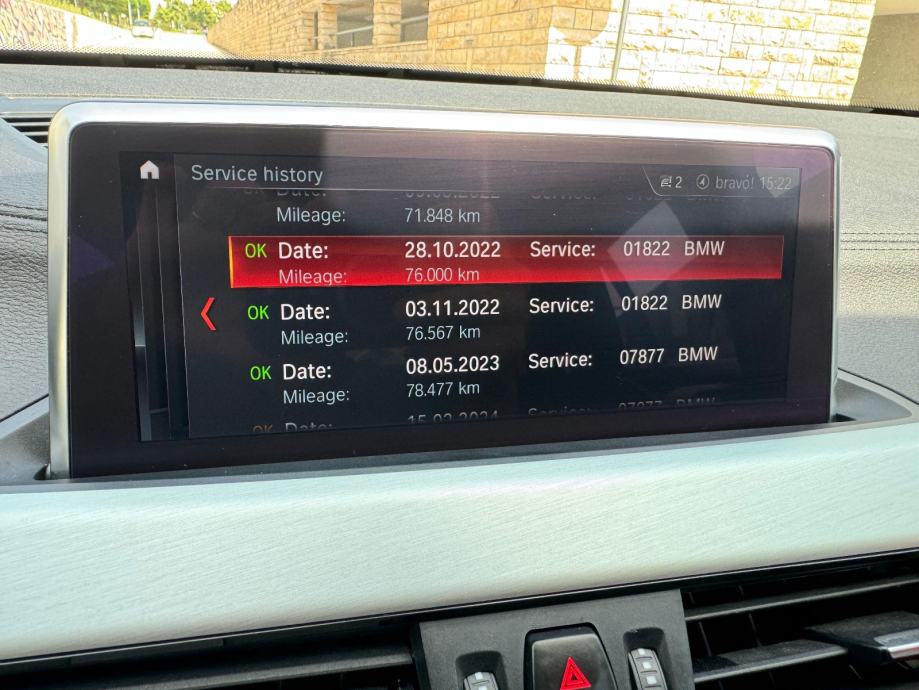 Service history
2 bravo! 15:22
Mileage: 71.848 km
OK Date: 28.10.2022 Service: 01822 BMW
Mileage: 76.000 km
OK Date: 03.11.2022 Service: 01822 BMW
Mileage: 76.567 km
OK Date: 08.05.2023 Service: 07877 BMW
Mileage: 78.477 km